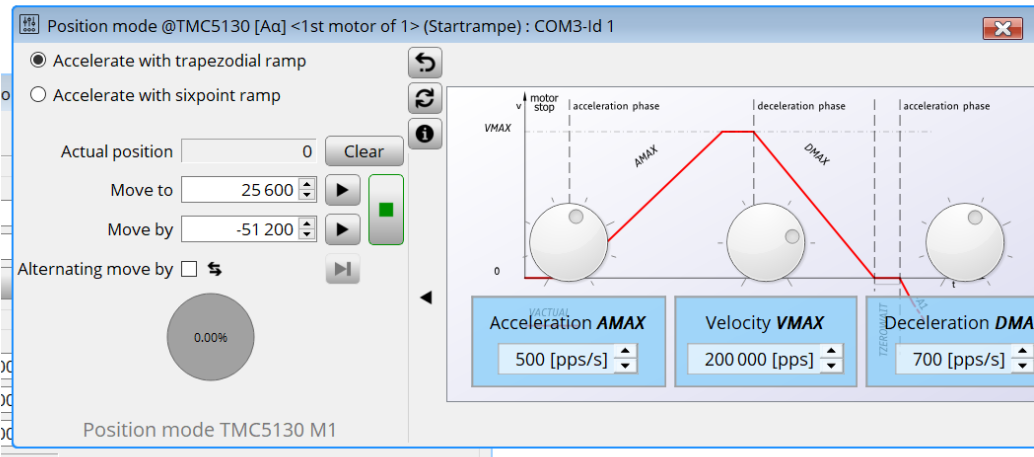 Position mode @TMC5130 [Aα] <1st motor of 1> (Startrampe) : COM3-Id 1
Accelerate with trapezodial ramp
Accelerate with sixpoint ramp
Actual position 0 Clear
Move to 25 600
Move by -51 200
Alternating move by
0.00%
Position mode TMC5130 M1
v motor stop acceleration phase deceleration phase acceleration phase
VMAX
AMAX
DMAX
0
t
VACTUAL
TZEROWAIT
A1
Acceleration AMAX
500 [pps/s]
Velocity VMAX
200 000 [pps]
Deceleration DMA
700 [pps/s]